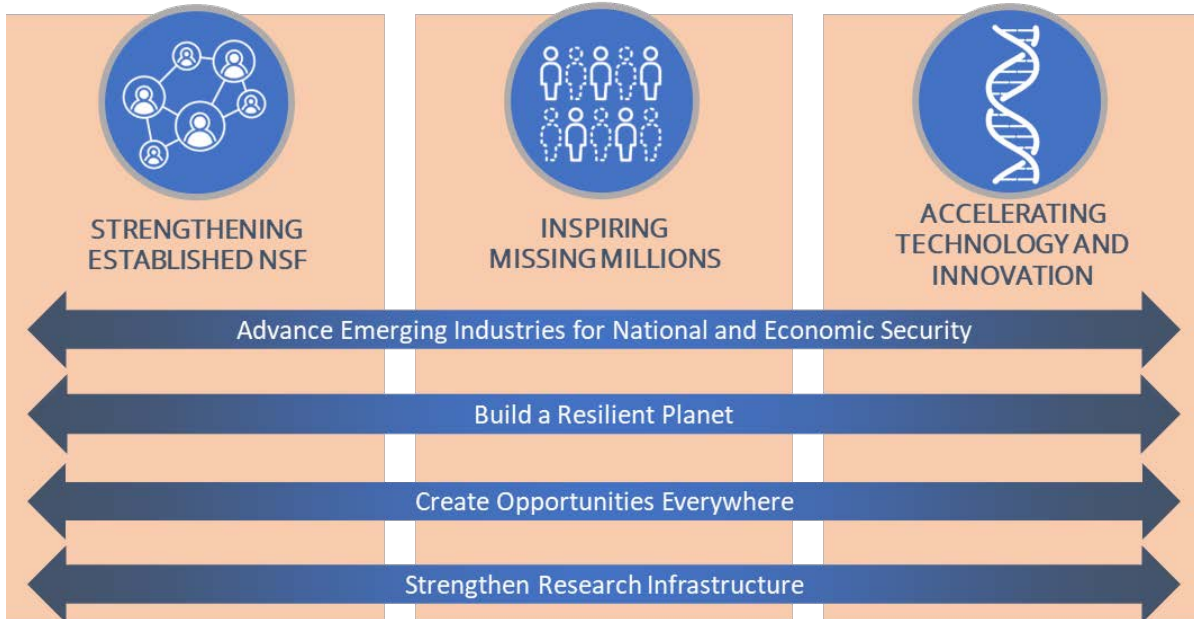 STRENGTHENING
ESTABLISHED NSF
INSPIRING
MISSING MILLIONS
ACCELERATING
TECHNOLOGY AND
INNOVATION
Advance Emerging Industries for National and Economic Security
Build a Resilient Planet
Create Opportunities Everywhere
Strengthen Research Infrastructure